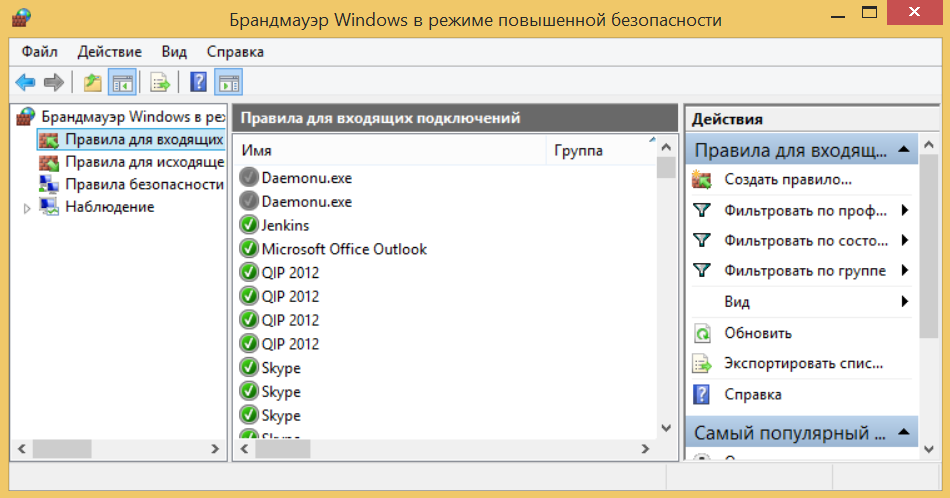 Брандмауэр Windows в режиме повышенной безопасности
Файл Действие Вид Справка
Брандмауэр Windows в реж
Правила для входящих
Правила для исходяще
Правила безопасности
Наблюдение
Правила для входящих подключений
Имя Группа
Daemonu.exe
Daemonu.exe
Jenkins
Microsoft Office Outlook
QIP 2012
QIP 2012
QIP 2012
QIP 2012
Skype
Skype
Skype
Действия
Правила для входящ...
Создать правило...
Фильтровать по проф...
Фильтровать по состо...
Фильтровать по группе
Вид
Обновить
Экспортировать спис...
Справка
Самый популярный ...